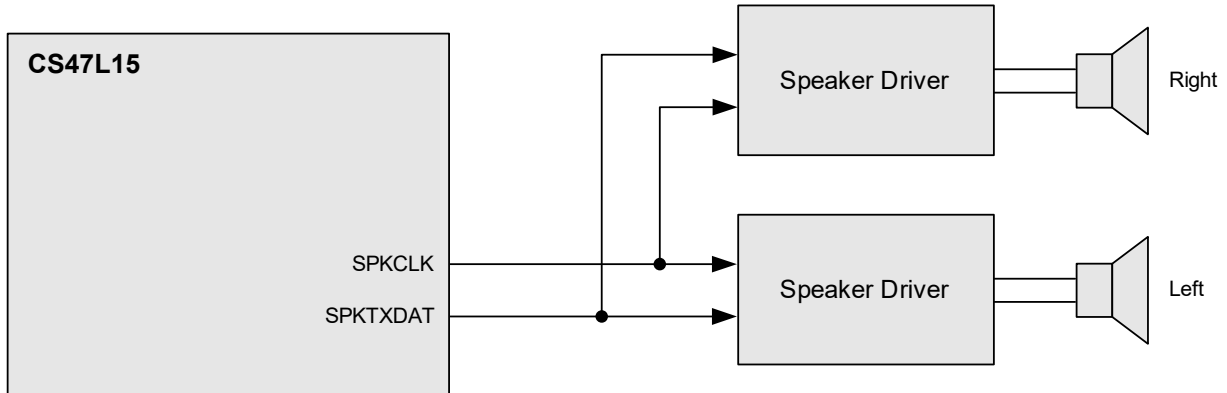 CS47L15
Speaker Driver
Right
SPKCLK
SPKTXDAT
Speaker Driver
Left